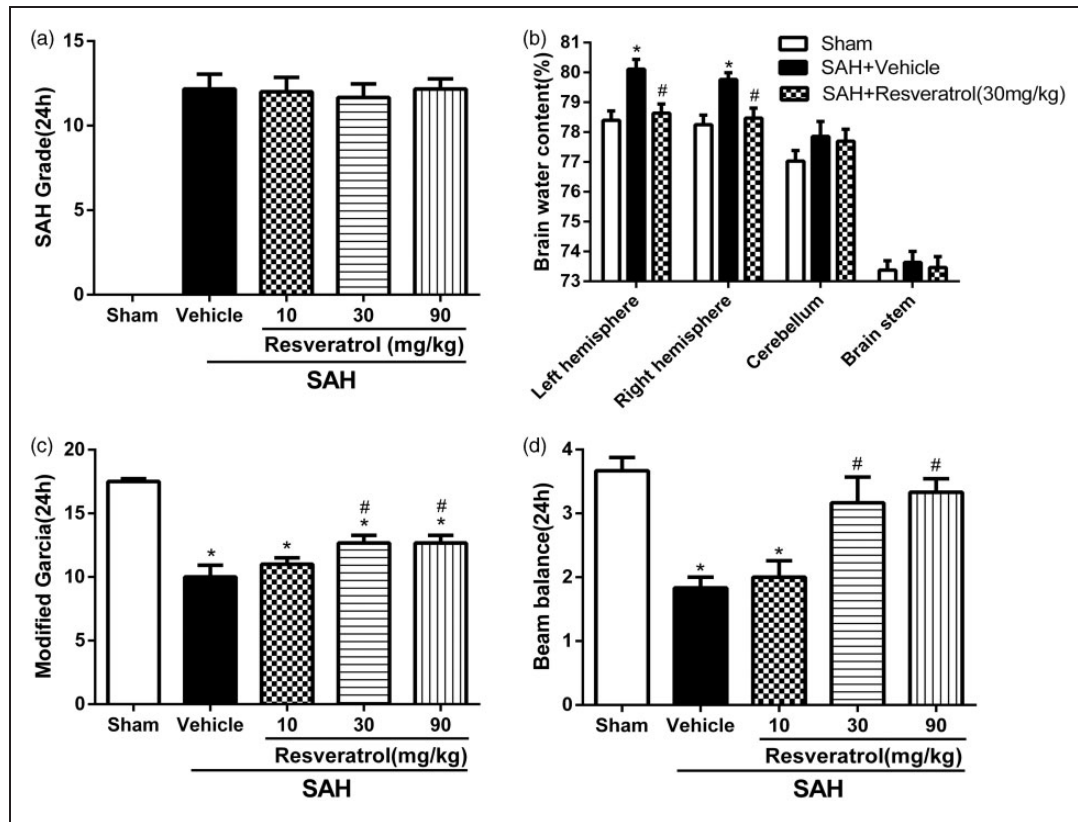 (a)
15
10
5
0
SAH Grade(24h)
Sham Vehicle 10 30 90
Resveratrol (mg/kg)
SAH
(b)
81
80
79
78
77
76
74
73
Brain water content(%)
* # * #
Sham
SAH+Vehicle
SAH+Resveratrol(30mg/kg)
Left hemisphere
Right hemisphere
Cerebellum
Brain stem
(c)
20
15
10
5
0
Modified Garcia(24h)
# #
* * * *
Sham Vehicle 10 30 90
Resveratrol(mg/kg)
SAH
(d)
4
3
2
1
0
Beam balance(24h)
# #
* *
Sham Vehicle 10 30 90
Resveratrol(mg/kg)
SAH